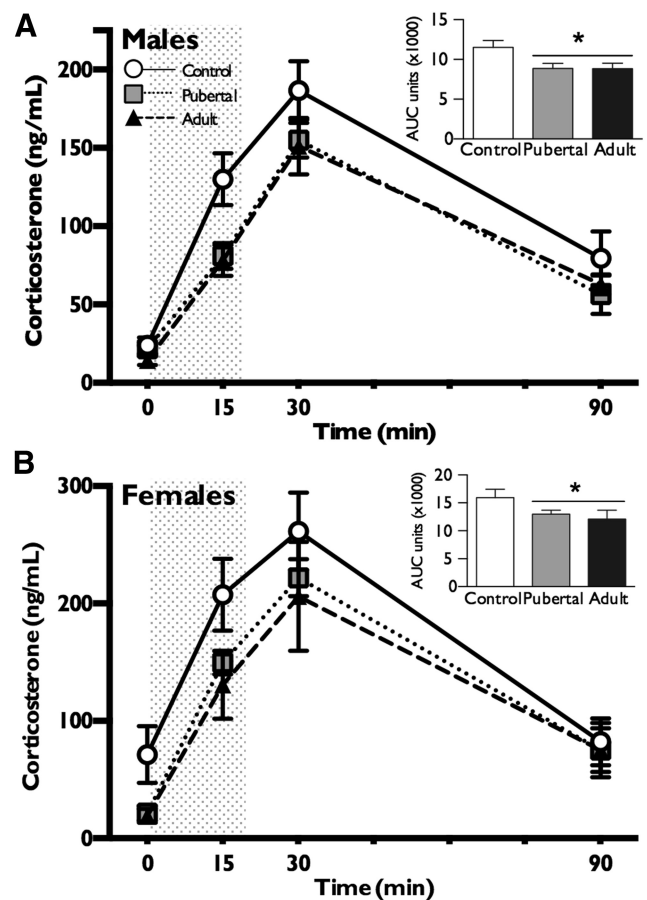 A
Males
Control
Pubertal
Adult
Corticosterone (ng/mL)
200
150
100
50
0
0 15 30 90
Time (min)
AUC units (x1000)
15
10
5
0
Control Pubertal Adult
*
B
Females
Corticosterone (ng/mL)
300
200
100
0
0 15 30 90
Time (min)
AUC units (x1000)
20
15
10
5
0
Control Pubertal Adult
*